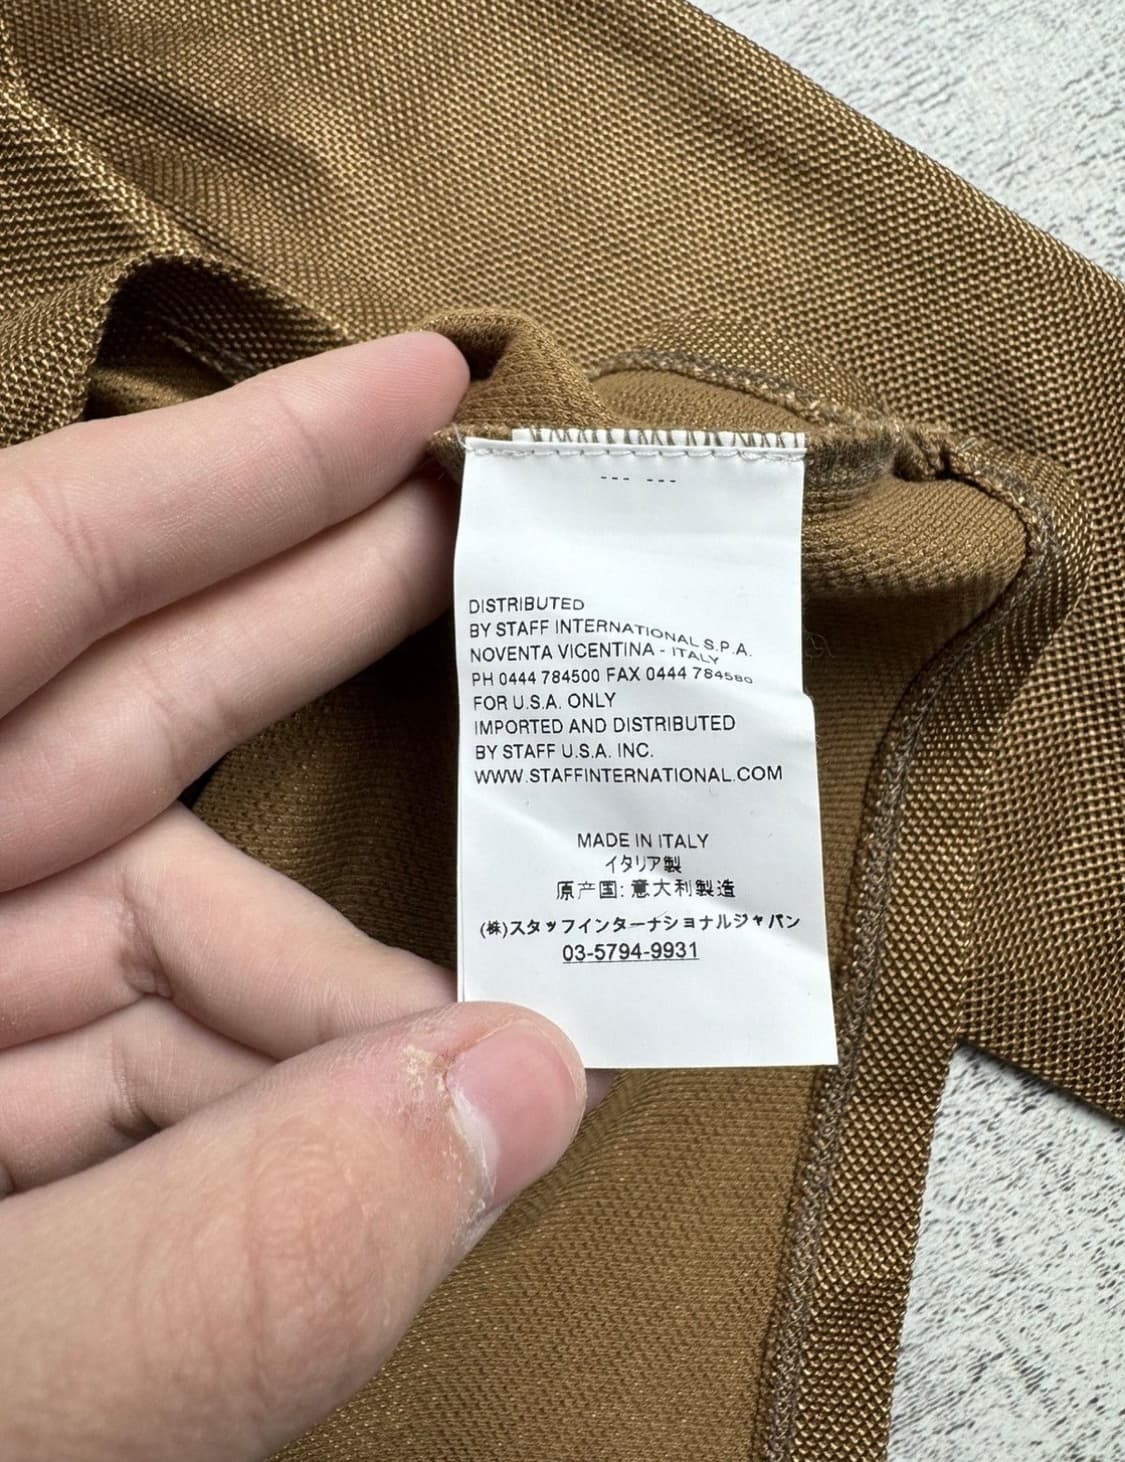 --- ---
DISTRIBUTED
BY STAFF INTERNATIONAL S.P.A.
NOVENTA VICENTINA - ITALY
PH 0444 784500 FAX 0444 784580
FOR U.S.A. ONLY
IMPORTED AND DISTRIBUTED
BY STAFF U.S.A. INC.
WWW.STAFFINTERNATIONAL.COM
MADE IN ITALY
イタリア製
原产国: 意大利製造
(株)スタッフインターナショナルジャパン
03-5794-9931